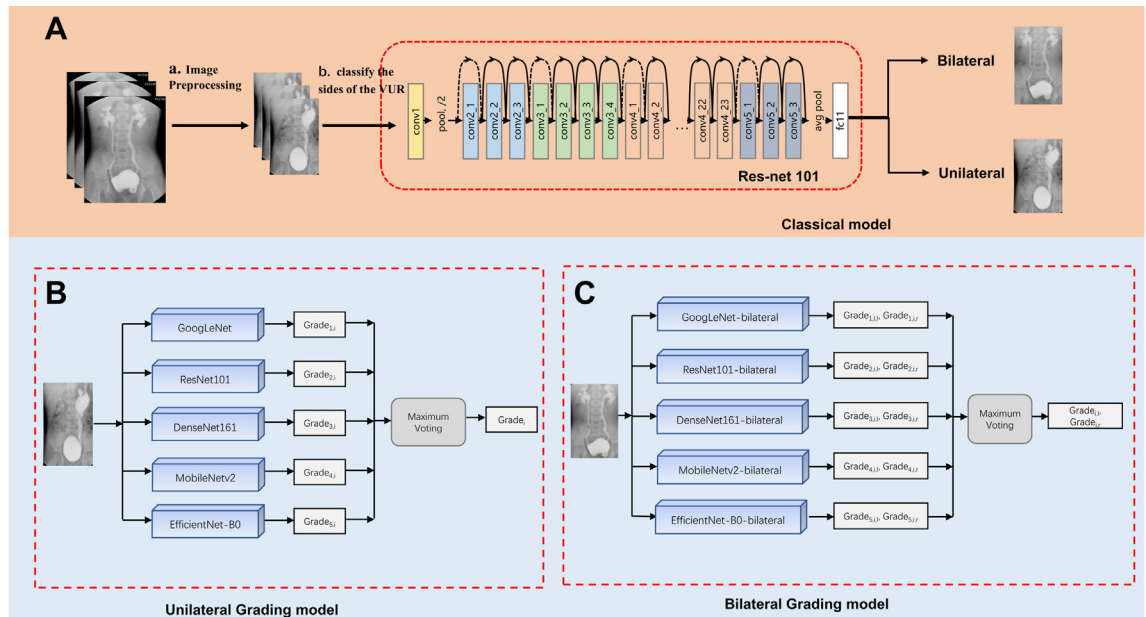 A
a. Image
Preprocessing
b. classify the
sides of the VUR
conv1
pool, /2
conv2_1
conv2_2
conv2_3
conv3_1
conv3_2
conv3_3
conv3_4
conv4_1
conv4_2
...
conv4_22
conv4_23
conv5_1
conv5_2
conv5_3
avg pool
fc11
Res-net 101
Bilateral
Unilateral
Classical model
B
GoogLeNet
Grade1,i
ResNet101
Grade2,i
DenseNet161
Grade3,i
MobileNetv2
Grade4,i
EfficientNet-B0
Grade5,i
Maximum
Voting
Gradei
Unilateral Grading model
C
GoogLeNet-bilateral
Grade1,i,l, Grade1,i,r
ResNet101-bilateral
Grade2,i,l, Grade2,i,r
DenseNet161-bilateral
Grade3,i,l, Grade3,i,r
MobileNetv2-bilateral
Grade4,i,l, Grade4,i,r
EfficientNet-B0-bilateral
Grade5,i,l, Grade5,i,r
Maximum
Voting
Gradei,l,
Gradei,r
Bilateral Grading model